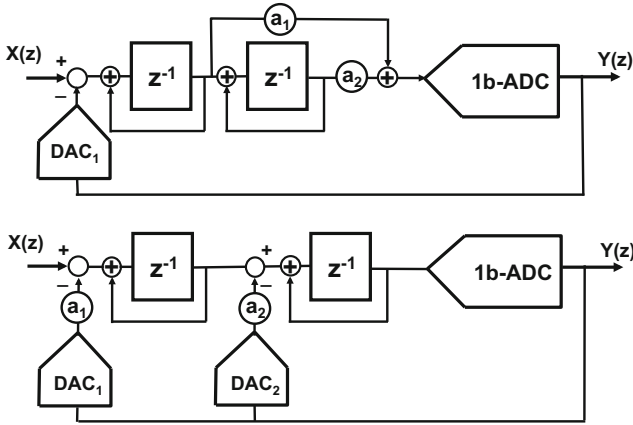 a₁
X(z) + + z⁻¹ + z⁻¹ a₂ + 1b-ADC Y(z)
−
DAC₁
X(z) + + z⁻¹ + + z⁻¹ 1b-ADC Y(z)
− −
a₁ a₂
DAC₁ DAC₂